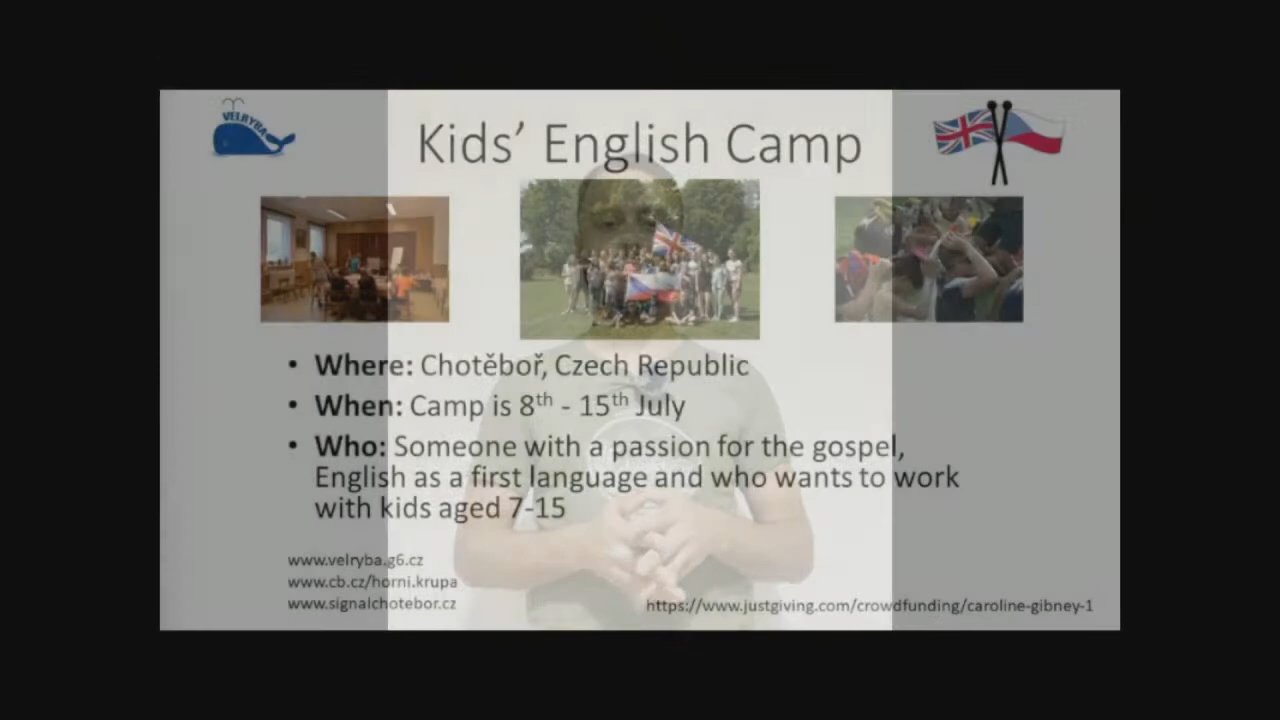 VELRYBA
Kids’ English Camp
• Where: Chotěboř, Czech Republic
• When: Camp is 8th - 15th July
• Who: Someone with a passion for the gospel,
English as a first language and who wants to work
with kids aged 7-15
www.velryba.g6.cz
www.cb.cz/horni.krupa
www.signalchotebor.cz
https://www.justgiving.com/crowdfunding/caroline-gibney-1